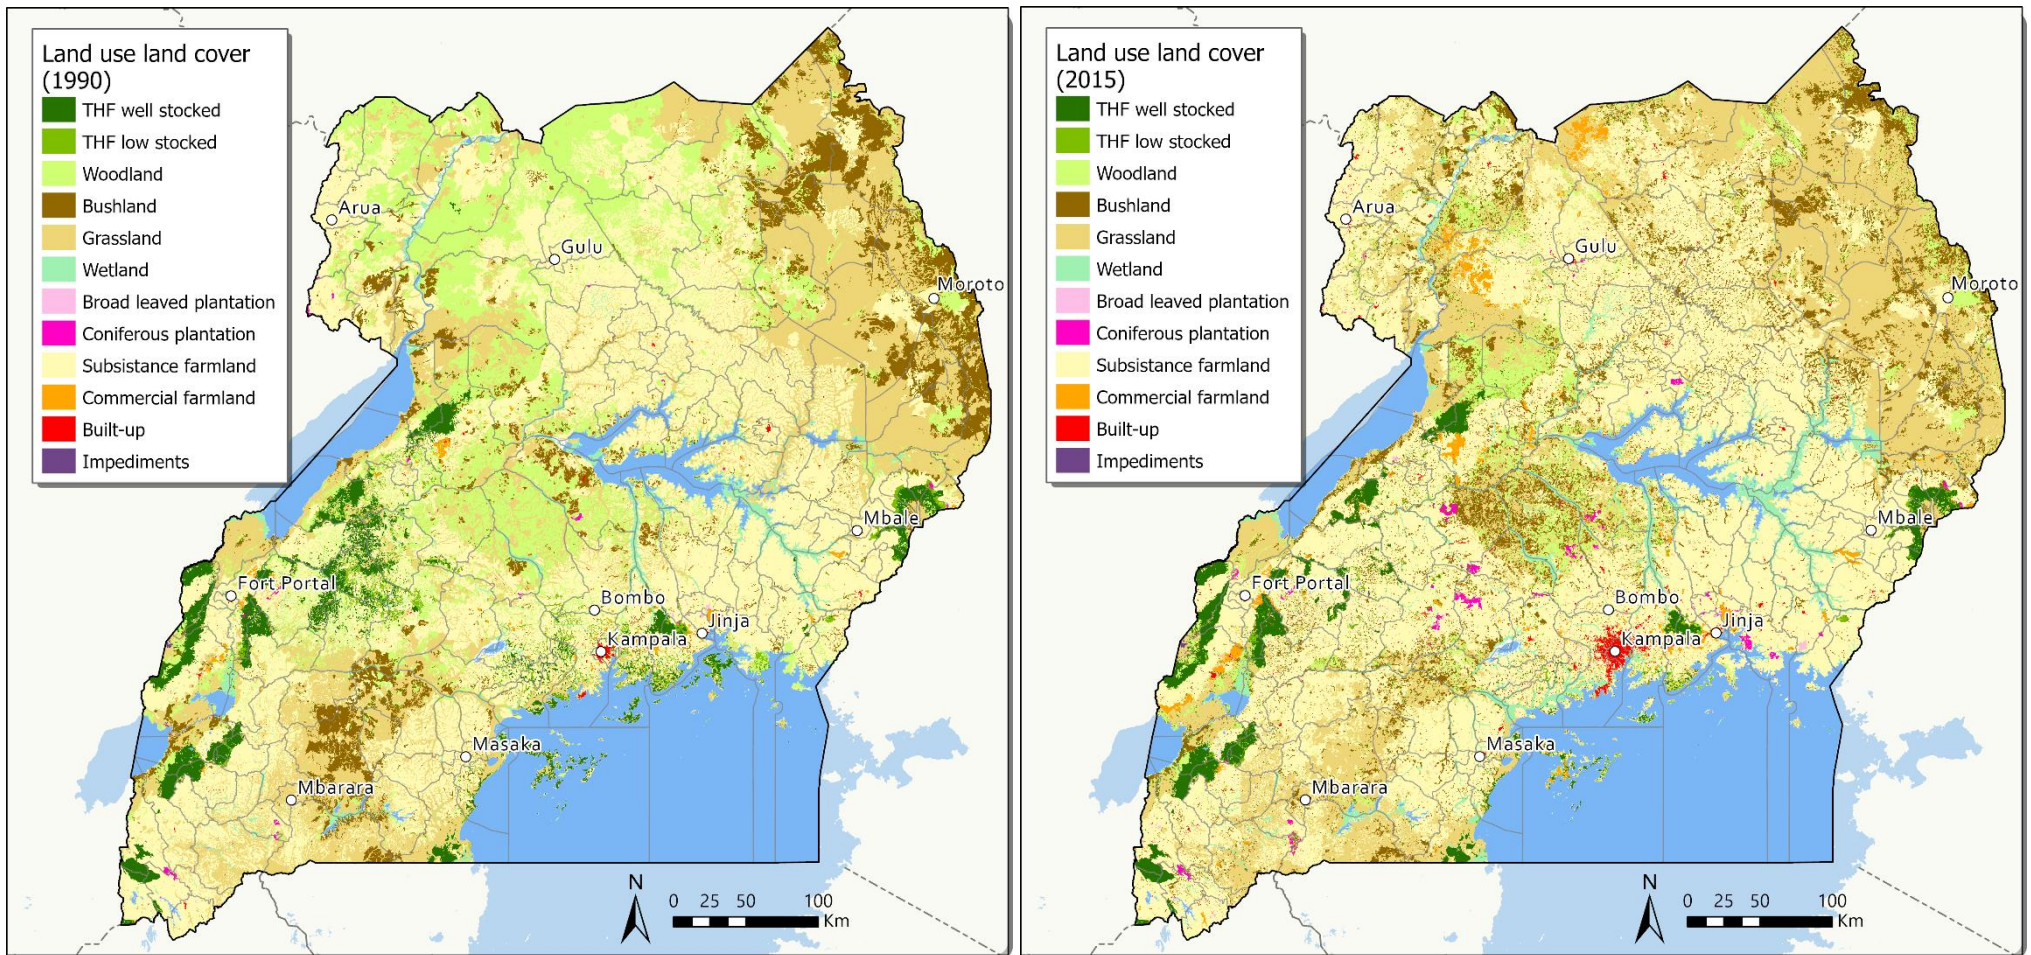 Land use land cover
(1990)
THF well stocked
THF low stocked
Woodland
Bushland
Grassland
Wetland
Broad leaved plantation
Coniferous plantation
Subsistance farmland
Commercial farmland
Built-up
Impediments
Arua
Gulu
Moroto
Mbale
Fort Portal
Bombo
Jinja
Kampala
Masaka
Mbarara
N
0 25 50 100
Km
Land use land cover
(2015)
THF well stocked
THF low stocked
Woodland
Bushland
Grassland
Wetland
Broad leaved plantation
Coniferous plantation
Subsistance farmland
Commercial farmland
Built-up
Impediments
Arua
Gulu
Moroto
Mbale
Fort Portal
Bombo
Jinja
Kampala
Masaka
Mbarara
N
0 25 50 100
Km